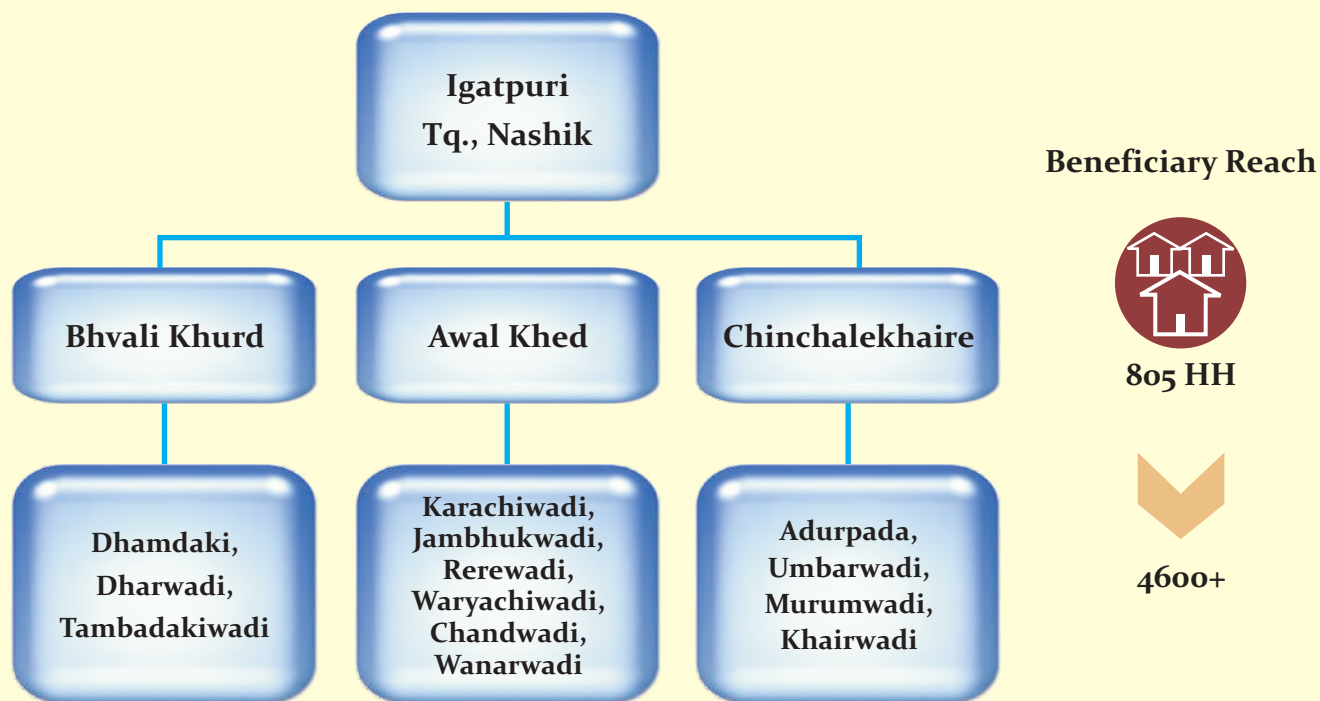 Igatpuri
Tq., Nashik
Bhvali Khurd
Awal Khed
Chinchalekhaire
Dhamdaki,
Dharwadi,
Tambadakiwadi
Karachiwadi,
Jambhukwadi,
Rerewadi,
Waryachiwadi,
Chandwadi,
Wanarwadi
Adurpada,
Umbarwadi,
Murumwadi,
Khairwadi
Beneficiary Reach
805 HH
4600+